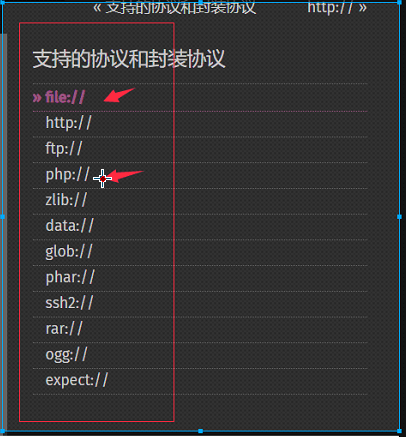 « 支持的协议和封装协议 http:// »
支持的协议和封装协议
» file://
http://
ftp://
php://
zlib://
data://
glob://
phar://
ssh2://
rar://
ogg://
expect://